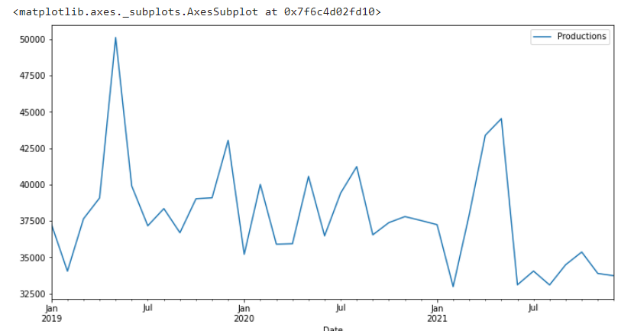 <matplotlib.axes._subplots.AxesSubplot at 0x7f6c4d02fd10>
Productions
50000
47500
45000
42500
40000
37500
35000
32500
Jan Jul Jan Jul Jan Jul
2019 2020 2021
Date